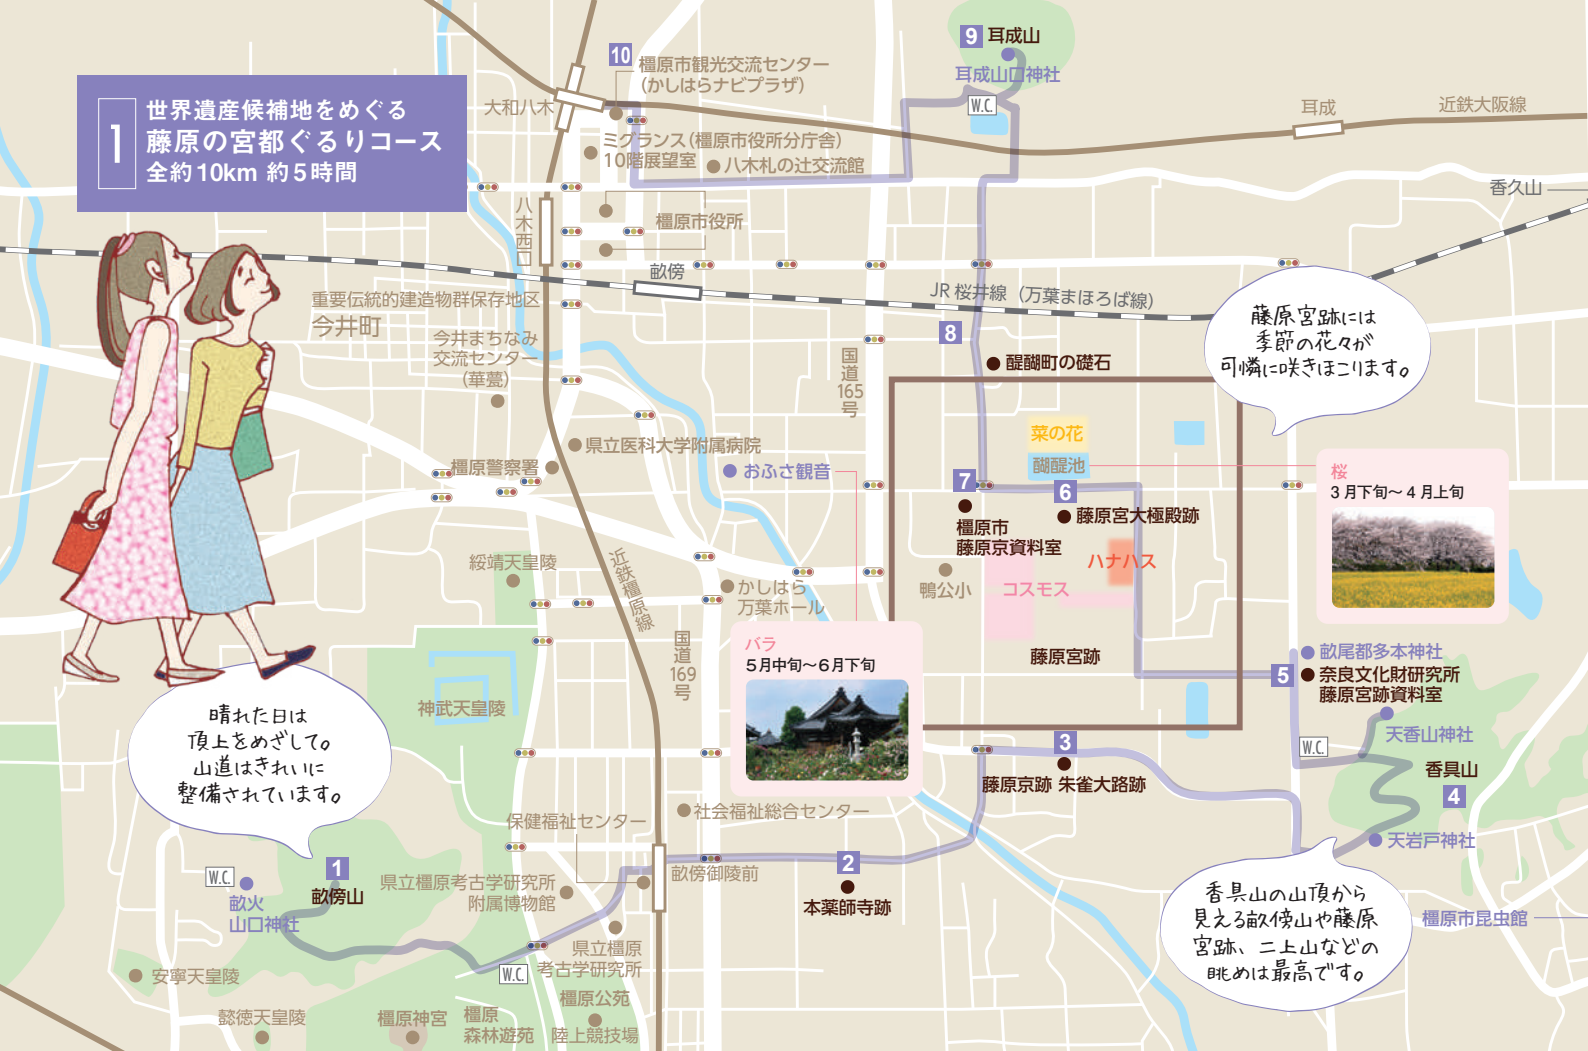 1
世界遺産候補地をめぐる
藤原の宮都ぐるりコース
全約10km 約5時間
10
橿原市観光交流センター
(かしはらナビプラザ)
大和八木
ミグランス(橿原市役所分庁舎)
10階展望室
八木札の辻交流館
9
耳成山
耳成山口神社
W.C.
耳成
近鉄大阪線
香久山
八木西口
橿原市役所
畝傍
JR 桜井線(万葉まほろば線)
重要伝統的建造物群保存地区
今井町
今井まちなみ
交流センター
(華甍)
国道165号
8
醍醐町の礎石
藤原宮跡には
季節の花々が
可憐に咲きほこります。
菜の花
醍醐池
県立医科大学附属病院
橿原警察署
おふさ観音
7
橿原市
藤原京資料室
6
藤原宮大極殿跡
ハナハス
コスモス
鴨公小
藤原宮跡
桜
3月下旬〜4月上旬
綏靖天皇陵
近鉄橿原線
かしはら
万葉ホール
国道169号
バラ
5月中旬〜6月下旬
神武天皇陵
5
畝尾都多本神社
奈良文化財研究所
藤原宮跡資料室
天香山神社
W.C.
香具山
4
天岩戸神社
3
藤原京跡 朱雀大路跡
晴れた日は
頂上をめざして。
山道はきれいに
整備されています。
保健福祉センター
社会福祉総合センター
畝傍御陵前
2
本薬師寺跡
1
畝傍山
W.C.
畝火
山口神社
県立橿原考古学研究所
附属博物館
県立橿原
考古学研究所
W.C.
安寧天皇陵
懿徳天皇陵
橿原神宮
橿原
森林遊苑
橿原公苑
陸上競技場
香具山の山頂から
見える畝傍山や藤原
宮跡、二上山などの
眺めは最高です。
橿原市昆虫館